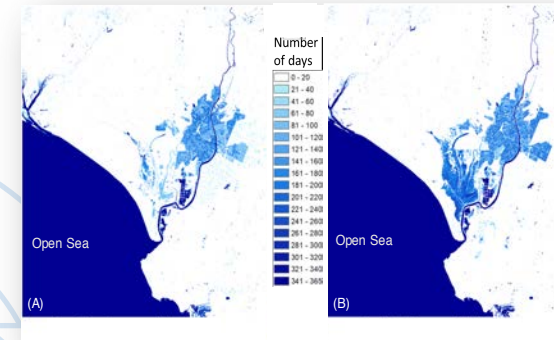 Number
of days
0 - 20
21 - 40
41 - 60
61 - 80
81 - 100
101 - 120
121 - 140
141 - 160
161 - 180
181 - 200
201 - 220
221 - 240
241 - 260
261 - 280
281 - 300
301 - 320
321 - 340
341 - 365
Open Sea
(A)
Open Sea
(B)